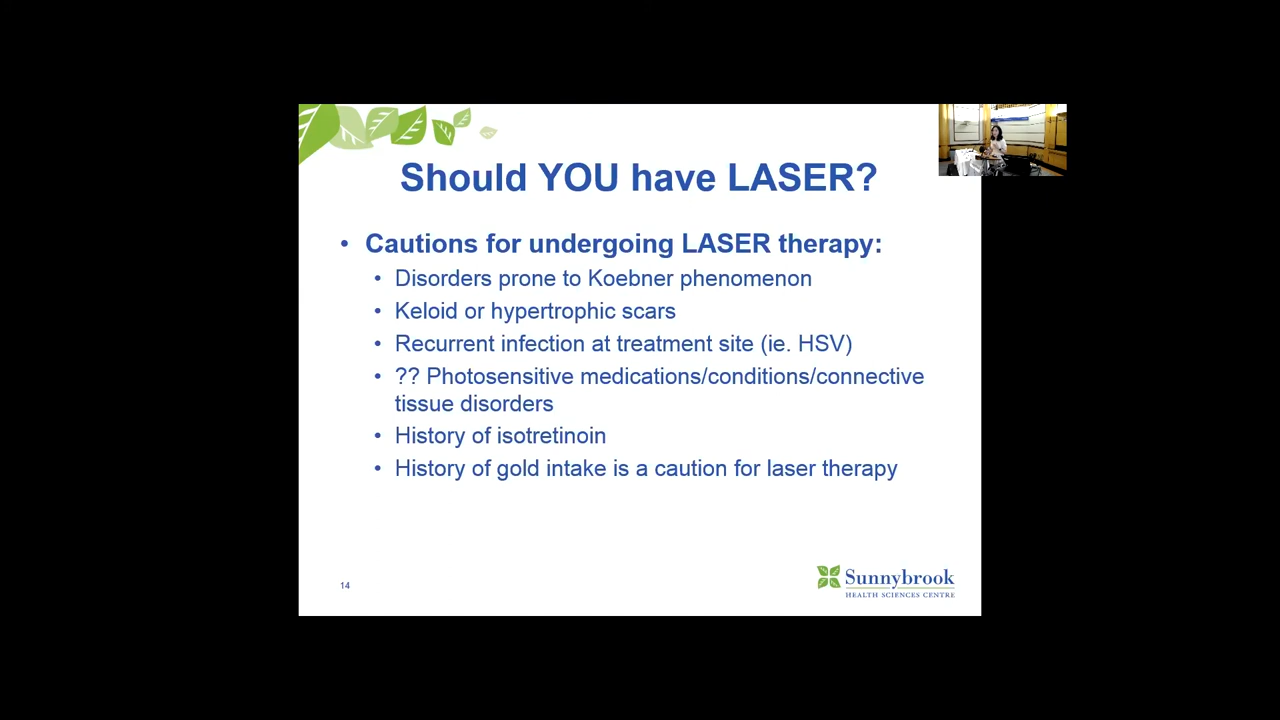 Should YOU have LASER?
• Cautions for undergoing LASER therapy:
• Disorders prone to Koebner phenomenon
• Keloid or hypertrophic scars
• Recurrent infection at treatment site (ie. HSV)
• ?? Photosensitive medications/conditions/connective
tissue disorders
• History of isotretinoin
• History of gold intake is a caution for laser therapy
14
Sunnybrook
HEALTH SCIENCES CENTRE